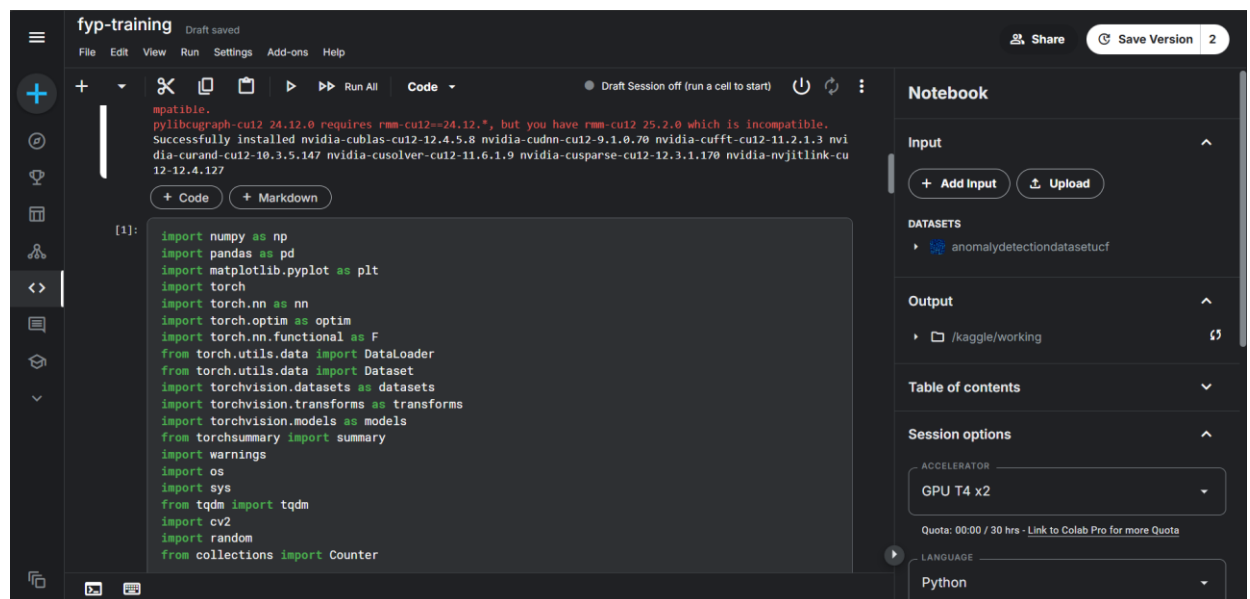 fyp-training Draft saved
File Edit View Run Settings Add-ons Help
Share
Save Version 2
Run All Code
Draft Session off (run a cell to start)
mpatible.
pylibcugraph-cu12 24.12.0 requires rmm-cu12==24.12.*, but you have rmm-cu12 25.2.0 which is incompatible.
Successfully installed nvidia-cublas-cu12-12.4.5.8 nvidia-cudnn-cu12-9.1.0.70 nvidia-cufft-cu12-11.2.1.3 nvi
dia-curand-cu12-10.3.5.147 nvidia-cusolver-cu12-11.6.1.9 nvidia-cusparse-cu12-12.3.1.170 nvidia-nvjitlink-cu
12-12.4.127
+ Code + Markdown
[1]:
import numpy as np
import pandas as pd
import matplotlib.pyplot as plt
import torch
import torch.nn as nn
import torch.optim as optim
import torch.nn.functional as F
from torch.utils.data import DataLoader
from torch.utils.data import Dataset
import torchvision.datasets as datasets
import torchvision.transforms as transforms
import torchvision.models as models
from torchsummary import summary
import warnings
import os
import sys
from tqdm import tqdm
import cv2
import random
from collections import Counter
Notebook
Input
+ Add Input Upload
DATASETS
anomalydetectiondatasetucf
Output
/kaggle/working
Table of contents
Session options
ACCELERATOR
GPU T4 x2
Quota: 00:00 / 30 hrs - Link to Colab Pro for more Quota
LANGUAGE
Python